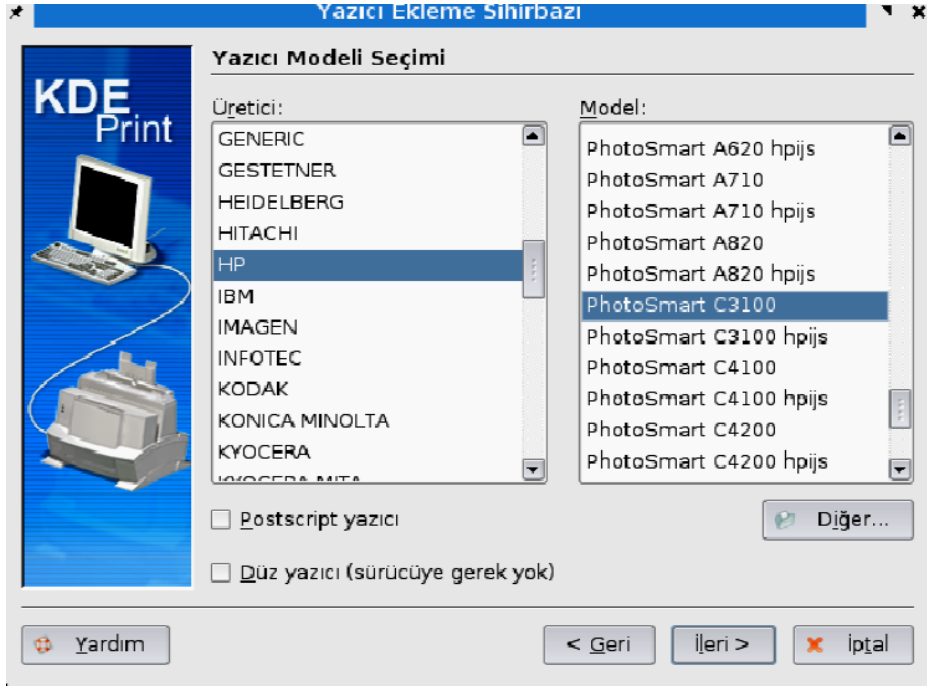 Yazıcı Ekleme Sihirbazı
KDE
Print
Yazıcı Modeli Seçimi
Üretici:
GENERIC
GESTETNER
HEIDELBERG
HITACHI
HP
IBM
IMAGEN
INFOTEC
KODAK
KONICA MINOLTA
KYOCERA
KYOCERA MITA
Model:
PhotoSmart A620 hpijs
PhotoSmart A710
PhotoSmart A710 hpijs
PhotoSmart A820
PhotoSmart A820 hpijs
PhotoSmart C3100
PhotoSmart C3100 hpijs
PhotoSmart C4100
PhotoSmart C4100 hpijs
PhotoSmart C4200
PhotoSmart C4200 hpijs
Postscript yazıcı
Diğer...
Düz yazıcı (sürücüye gerek yok)
Yardım
< Geri
İleri >
İptal